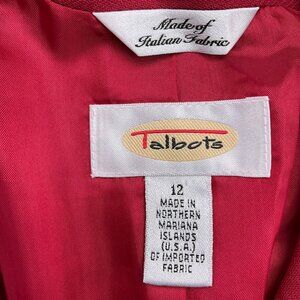 Made of
Italian Fabric
Talbots
12
MADE IN
NORTHERN
MARIANA
ISLANDS
(U.S.A.)
OF IMPORTED
FABRIC